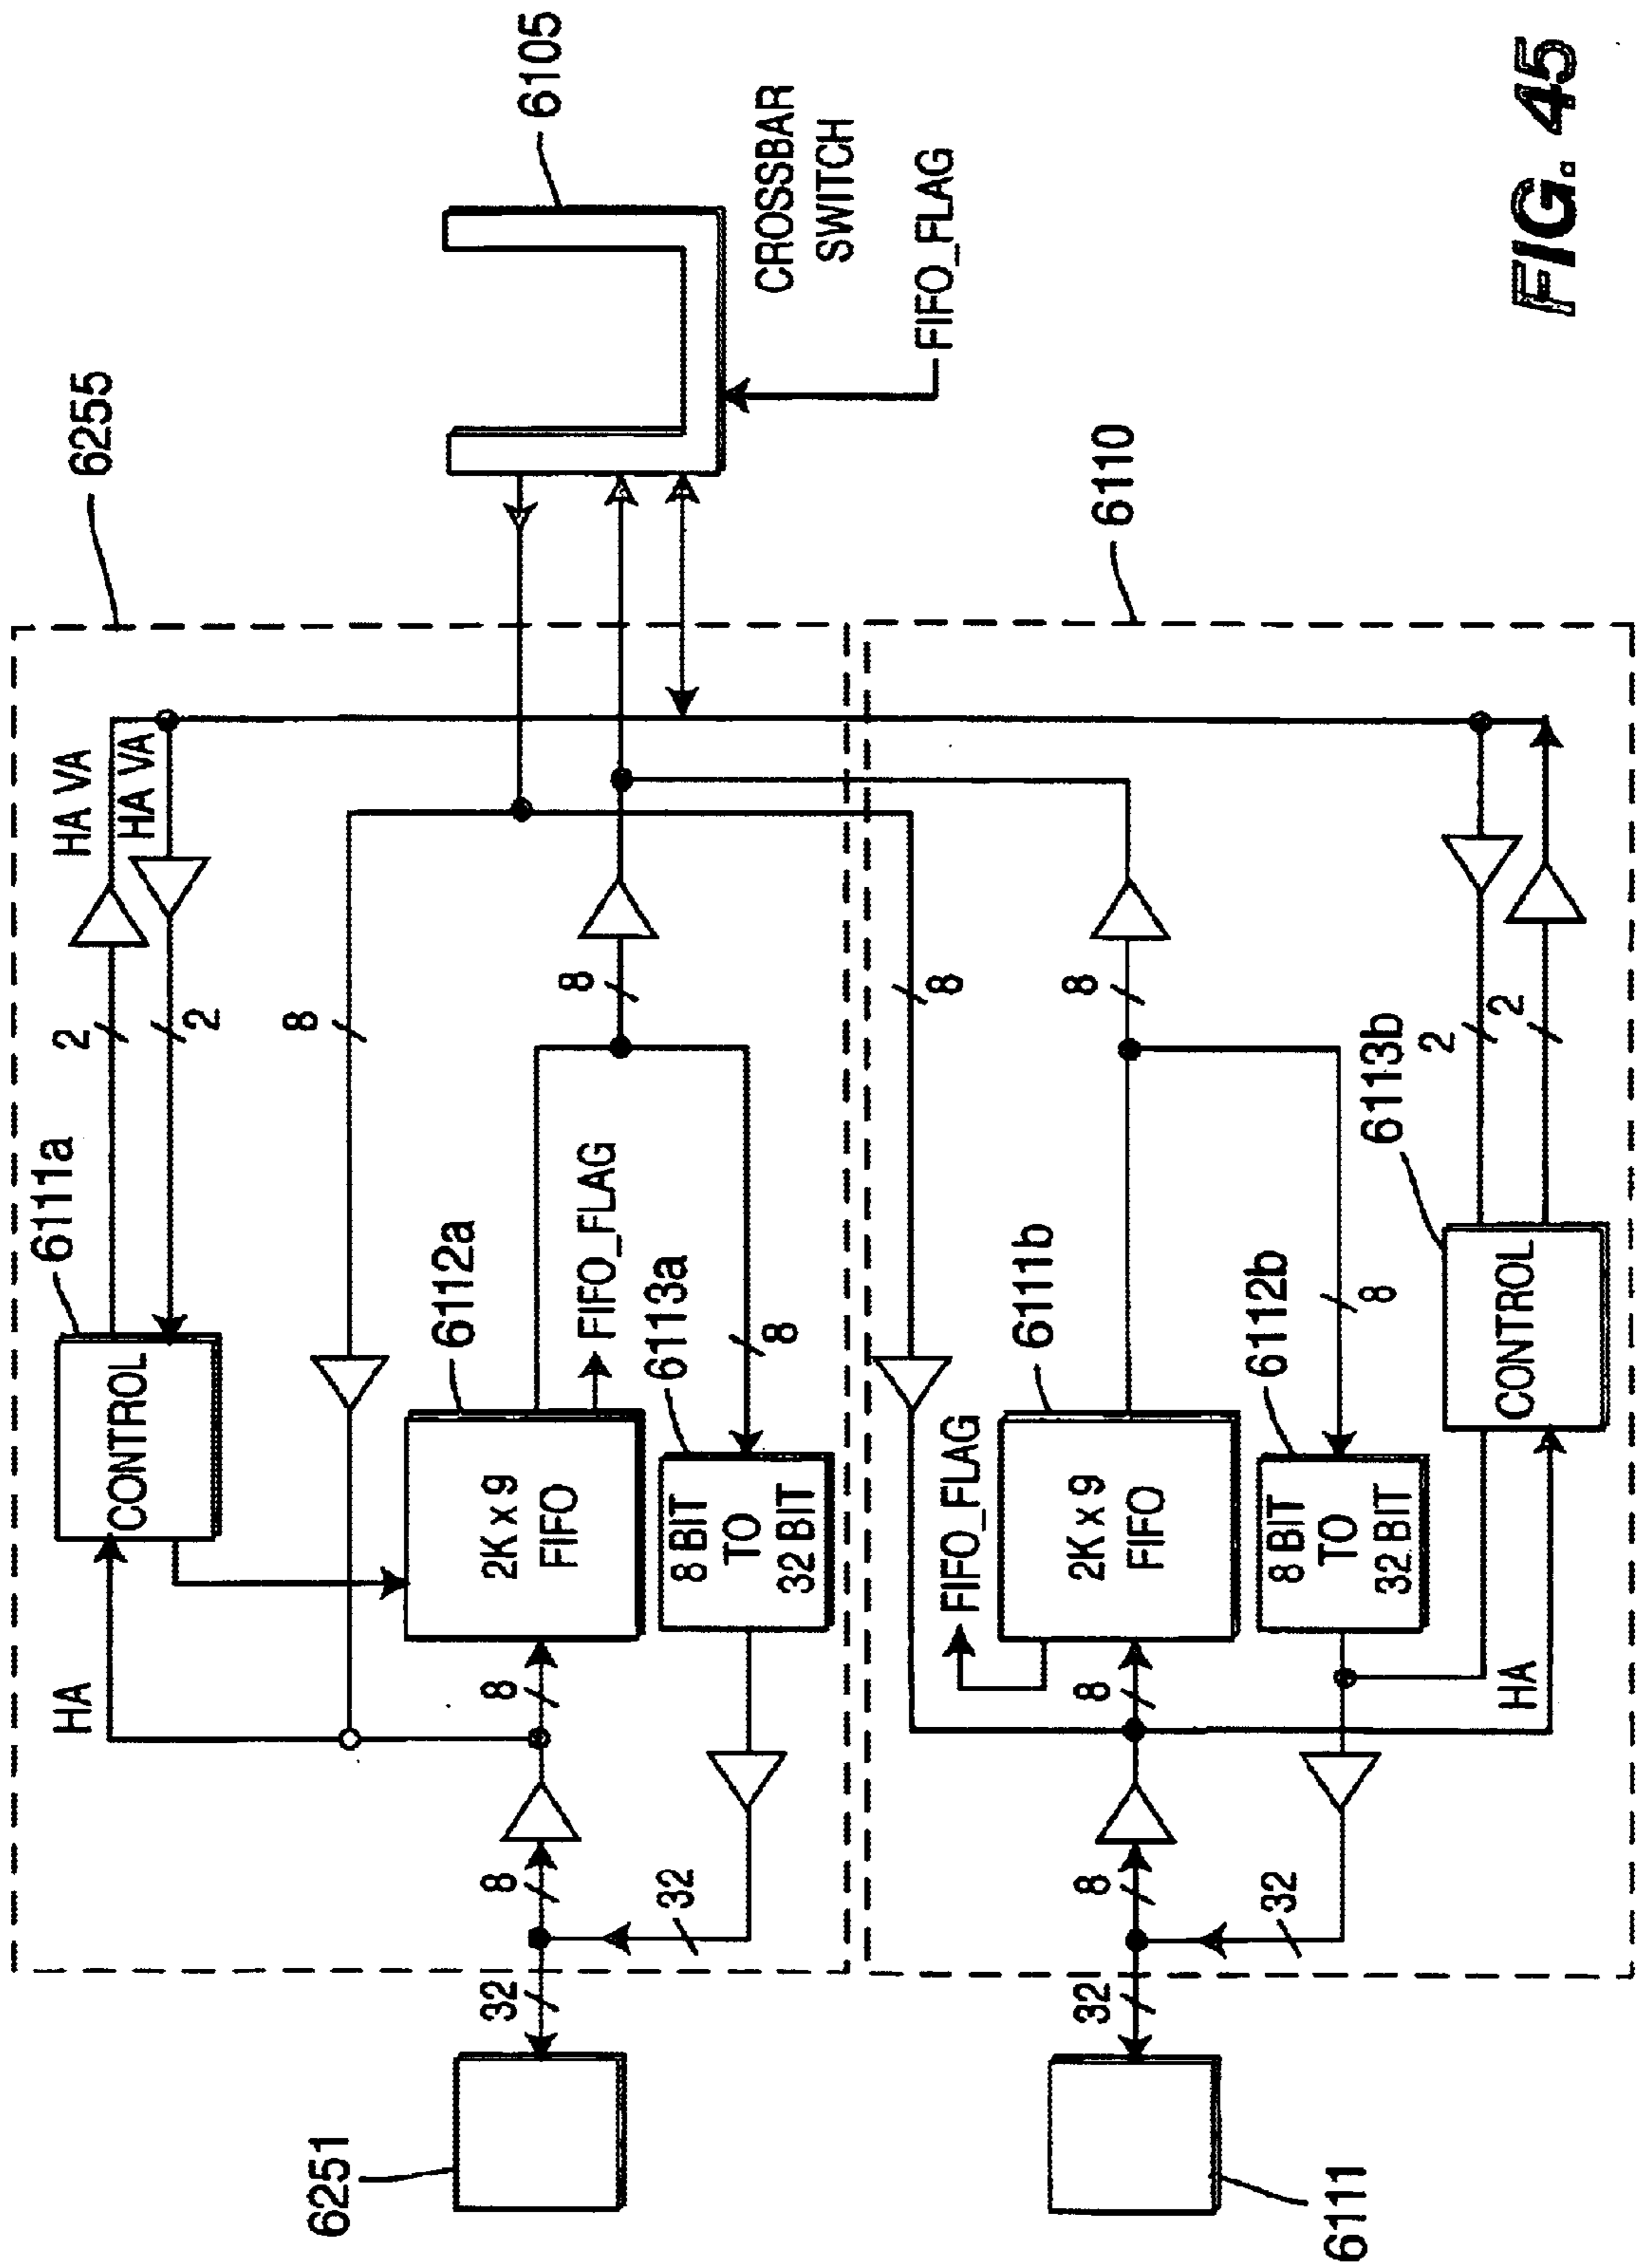 6255
6111a
HA VA
HA VA
2
2
CONTROL
HA
8
6112a
2K x 9
FIFO
FIFO_FLAG
8
8
8
6113a
8 BIT
TO
32 BIT
8
32
32
6251
6105
CROSSBAR
SWITCH
FIFO_FLAG
6110
8
FIFO_FLAG
6111b
2K x 9
FIFO
8
8
8
6112b
8 BIT
TO
32 BIT
8
32
32
6111
6113b
2
2
CONTROL
HA
FIG. 45